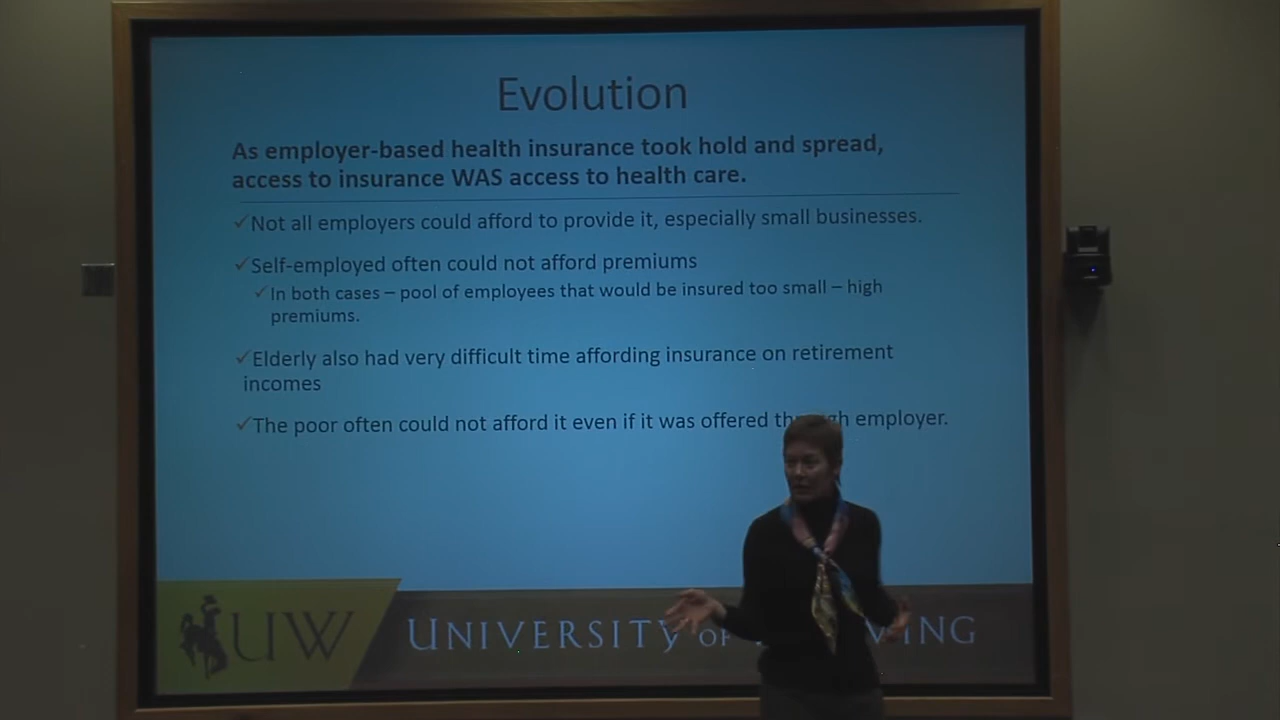 Evolution
As employer-based health insurance took hold and spread,
access to insurance WAS access to health care.
✓Not all employers could afford to provide it, especially small businesses.
✓Self-employed often could not afford premiums
✓In both cases – pool of employees that would be insured too small – high
premiums.
✓Elderly also had very difficult time affording insurance on retirement
incomes
✓The poor often could not afford it even if it was offered employer.
UW
UNIVERSITY OF